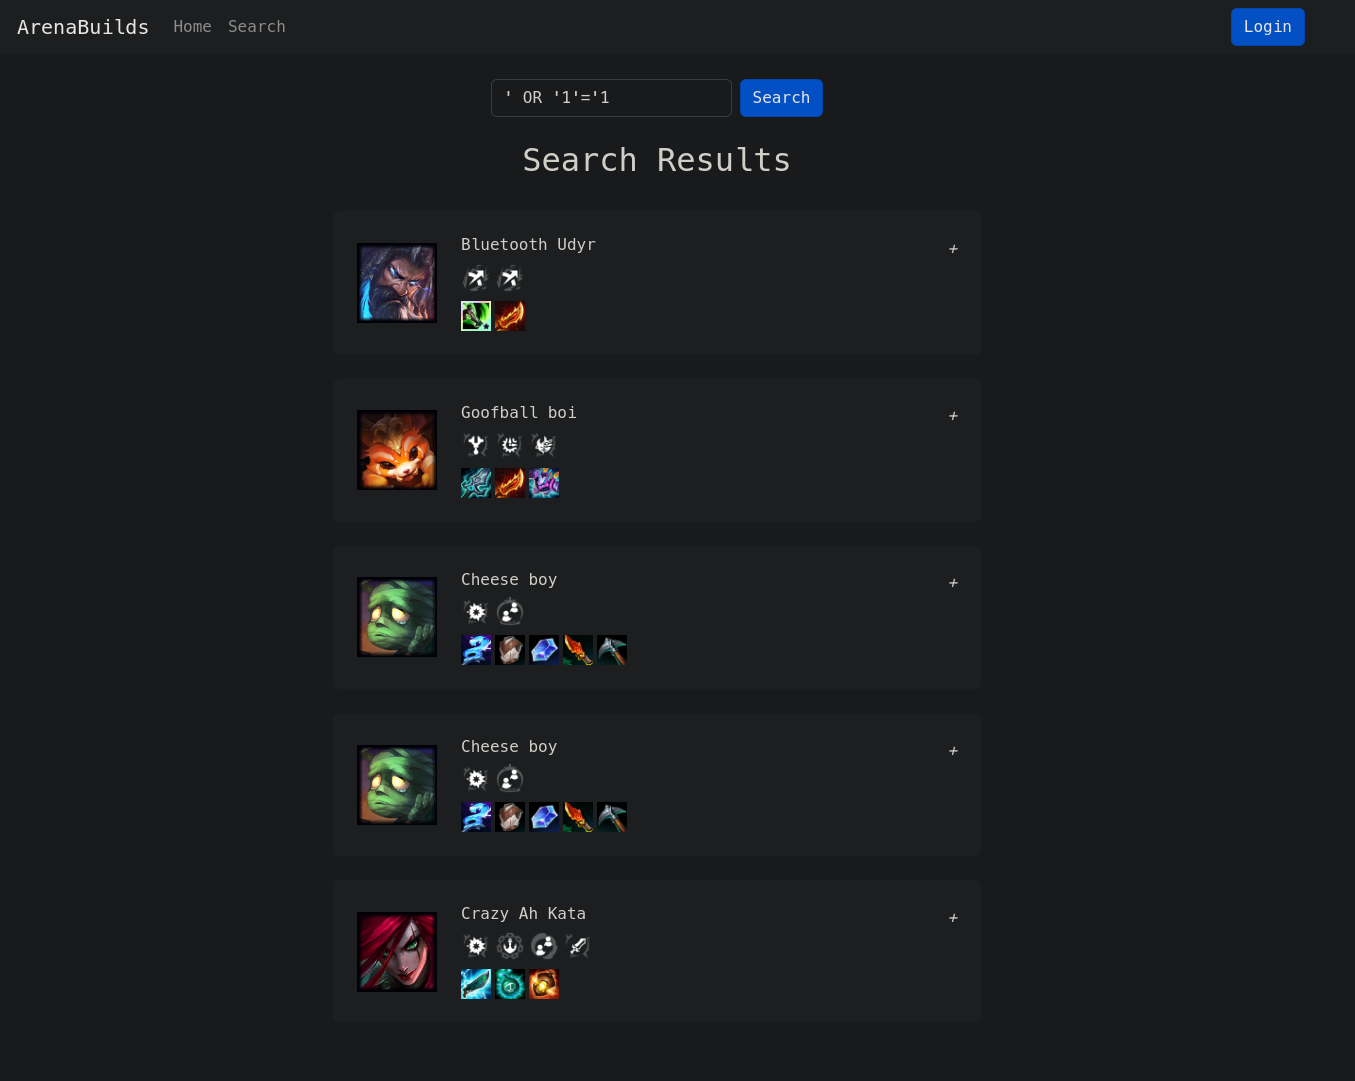 ArenaBuilds Home Search Login
' OR '1'='1 Search
Search Results
Bluetooth Udyr +
Goofball boi +
Cheese boy +
Cheese boy +
Crazy Ah Kata +